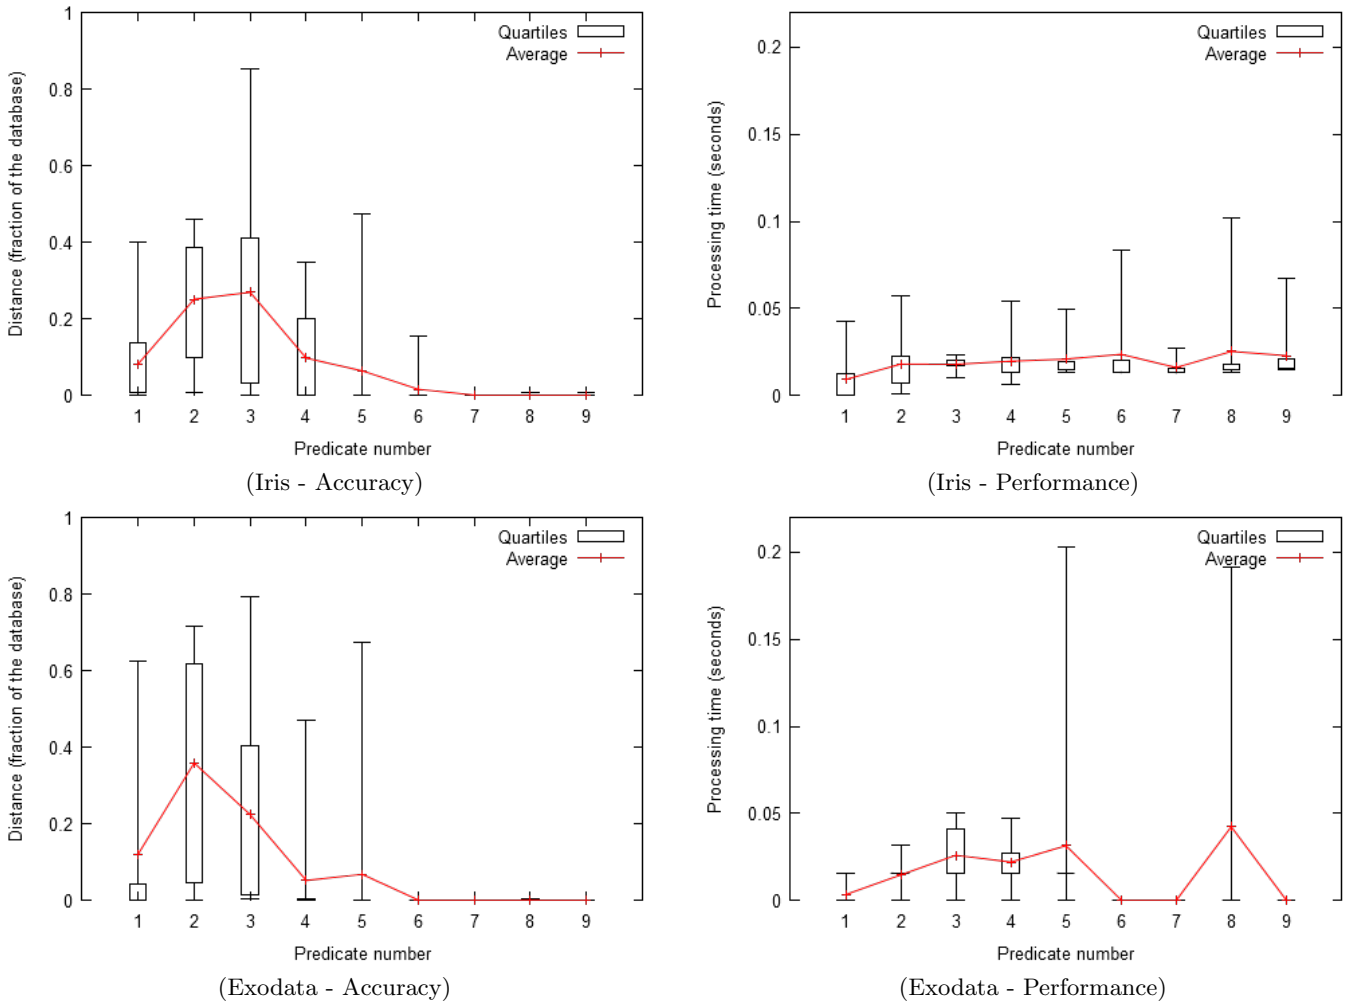 Quartiles
Average
Distance (fraction of the database)
1
0.8
0.6
0.4
0.2
0
1 2 3 4 5 6 7 8 9
Predicate number
(Iris - Accuracy)
Quartiles
Average
Processing time (seconds)
0.2
0.15
0.1
0.05
0
1 2 3 4 5 6 7 8 9
Predicate number
(Iris - Performance)
Quartiles
Average
Distance (fraction of the database)
1
0.8
0.6
0.4
0.2
0
1 2 3 4 5 6 7 8 9
Predicate number
(Exodata - Accuracy)
Quartiles
Average
Processing time (seconds)
0.2
0.15
0.1
0.05
0
1 2 3 4 5 6 7 8 9
Predicate number
(Exodata - Performance)